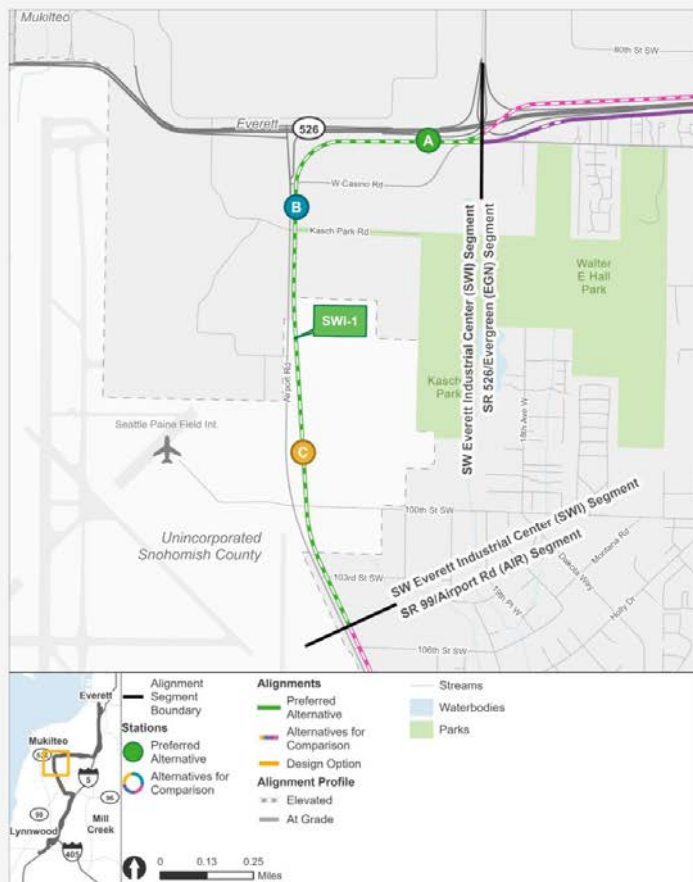 Mukilteo
80th St SW
Everett
526
A
W Casino Rd
B
Kasch Park Rd
SW Everett Industrial Center (SWI) Segment
SR 526/Evergreen (EGN) Segment
Walter
E Hall
Park
SWI-1
Airport Rd
Kasch
Park
18th Ave W
Seattle Paine Field Int.
C
100th St SW
Unincorporated
Snohomish County
SW Everett Industrial Center (SWI) Segment
SR 99/Airport Rd (AIR) Segment
103rd St SW
Dakota Way
Montana Rd
19th Pl W
Holly Dr
106th St SW
Everett
Mukilteo
526
5
96
99
Mill
Creek
Lynnwood
405
Alignment
Segment
Boundary
Stations
Preferred
Alternative
Alternatives for
Comparison
0 0.13 0.25
Miles
Alignments
Preferred
Alternative
Alternatives for
Comparison
Design Option
Alignment Profile
Elevated
At Grade
Streams
Waterbodies
Parks